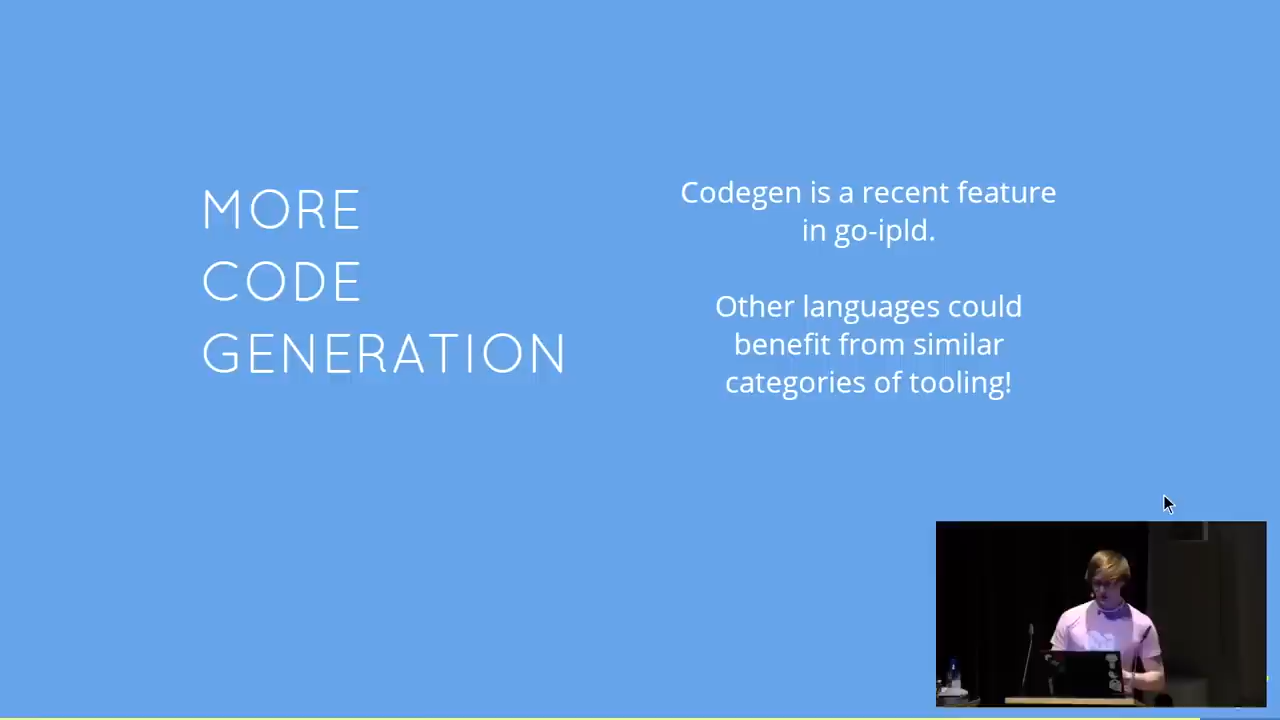 MORE
CODE
GENERATION
Codegen is a recent feature
in go-ipld.
Other languages could
benefit from similar
categories of tooling!